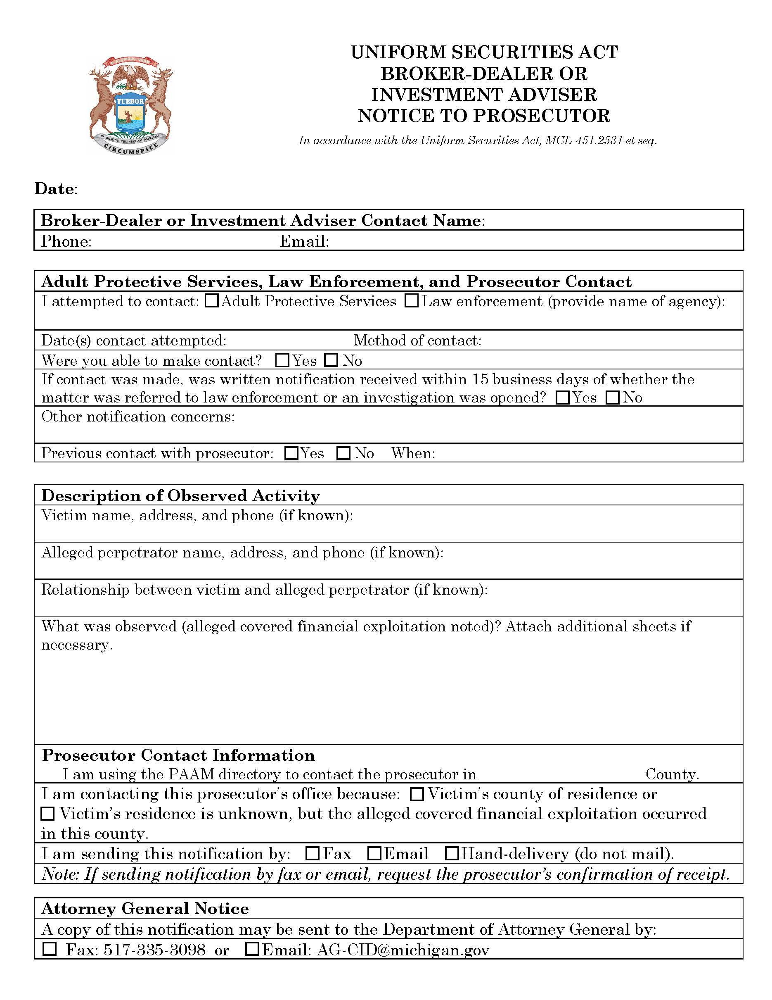 E PLURIBUS UNUM
TUEBOR
SI QUÆRIS PENINSULAM AMŒNAM
CIRCUMSPICE
UNIFORM SECURITIES ACT
BROKER-DEALER OR
INVESTMENT ADVISER
NOTICE TO PROSECUTOR
In accordance with the Uniform Securities Act, MCL 451.2531 et seq.
Date:
Broker-Dealer or Investment Adviser Contact Name:
Phone: Email:
Adult Protective Services, Law Enforcement, and Prosecutor Contact
I attempted to contact: ☐ Adult Protective Services ☐ Law enforcement (provide name of agency):
Date(s) contact attempted: Method of contact:
Were you able to make contact? ☐ Yes ☐ No
If contact was made, was written notification received within 15 business days of whether the
matter was referred to law enforcement or an investigation was opened? ☐ Yes ☐ No
Other notification concerns:
Previous contact with prosecutor: ☐ Yes ☐ No When:
Description of Observed Activity
Victim name, address, and phone (if known):
Alleged perpetrator name, address, and phone (if known):
Relationship between victim and alleged perpetrator (if known):
What was observed (alleged covered financial exploitation noted)? Attach additional sheets if
necessary.
Prosecutor Contact Information
I am using the PAAM directory to contact the prosecutor in County.
I am contacting this prosecutor's office because: ☐ Victim's county of residence or
☐ Victim's residence is unknown, but the alleged covered financial exploitation occurred
in this county.
I am sending this notification by: ☐ Fax ☐ Email ☐ Hand-delivery (do not mail).
Note: If sending notification by fax or email, request the prosecutor's confirmation of receipt.
Attorney General Notice
A copy of this notification may be sent to the Department of Attorney General by:
☐ Fax: 517-335-3098 or ☐ Email: AG-CID@michigan.gov